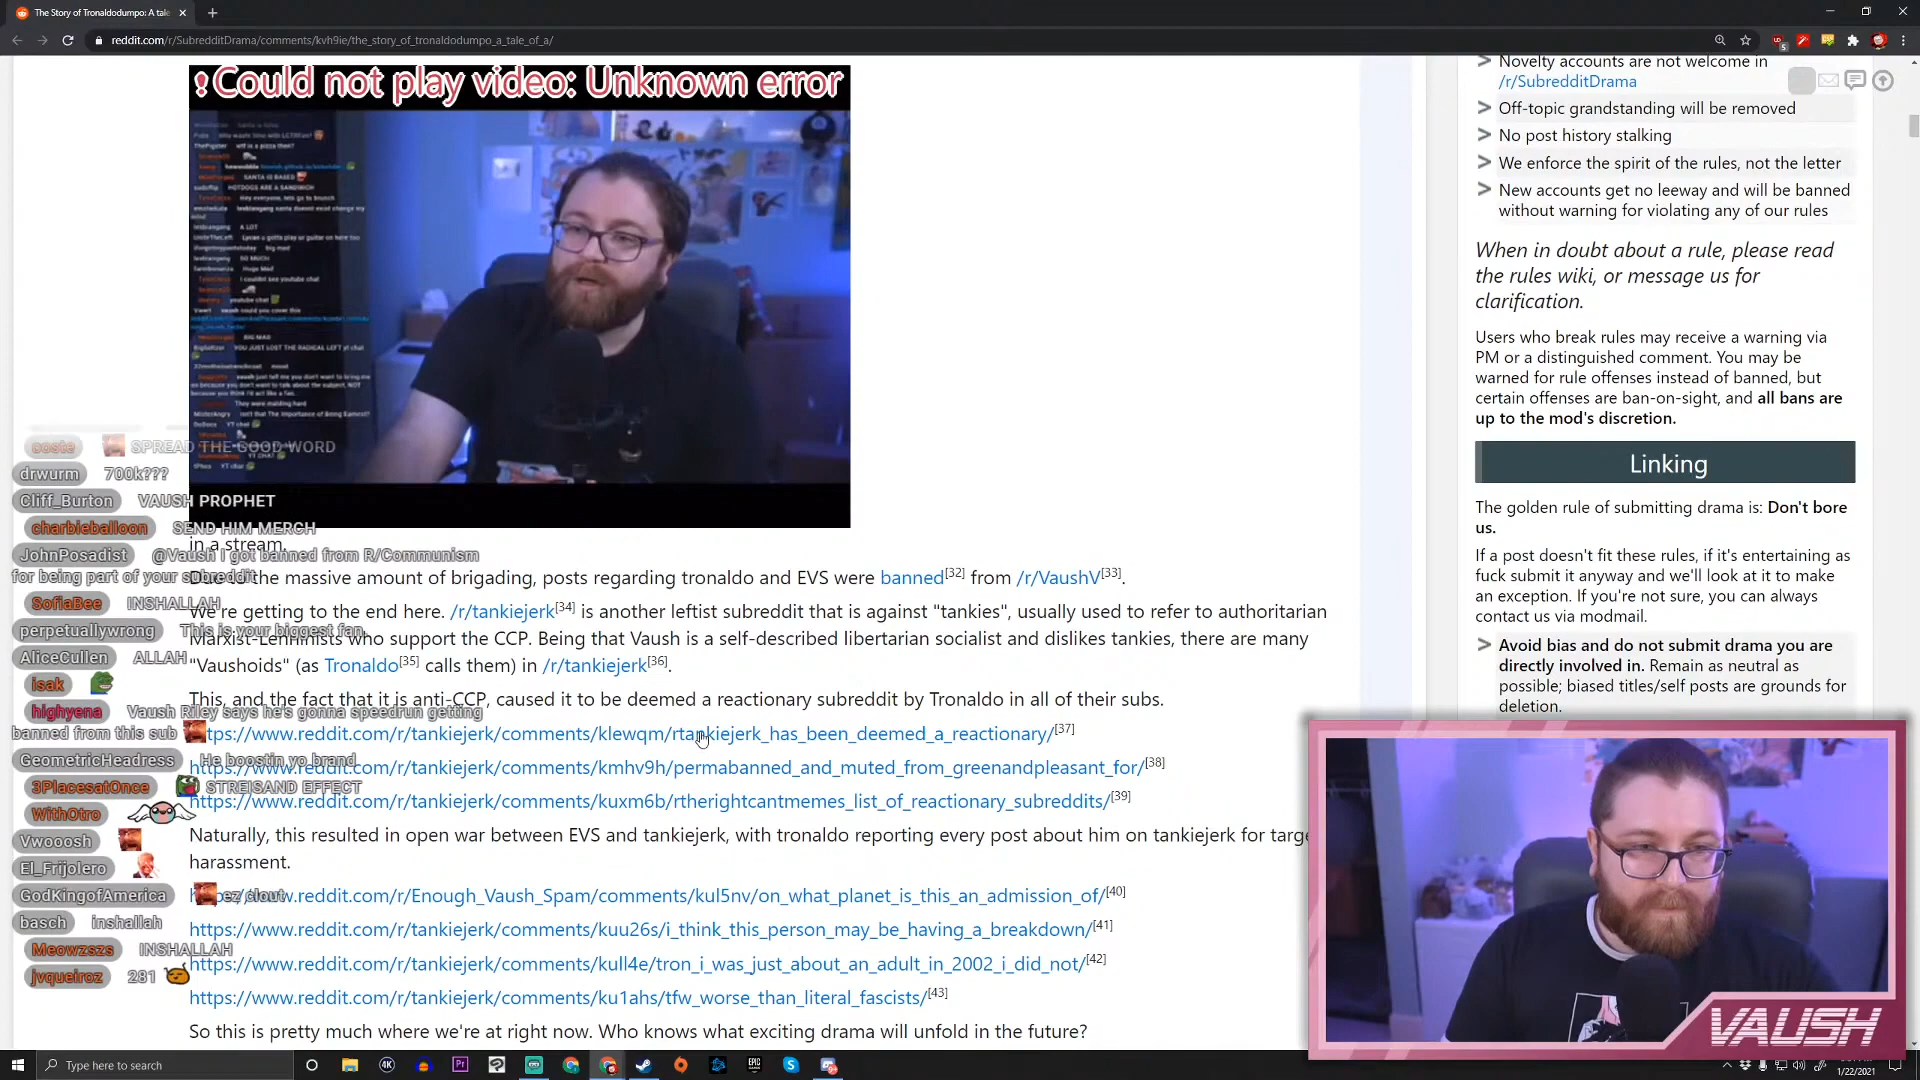 The Story of Tronaldodumpo: A tale
reddit.com/r/SubredditDrama/comments/kvh9ie/the_story_of_tronaldodumpo_a_tale_of_a/
Could not play video: Unknown error
in a stream.
the massive amount of brigading, posts regarding tronaldo and EVS were banned[32] from /r/VaushV[33].
We're getting to the end here. /r/tankiejerk[34] is another leftist subreddit that is against "tankies", usually used to refer to authoritarian
Marxist-Lenninists who support the CCP. Being that Vaush is a self-described libertarian socialist and dislikes tankies, there are many
"Vaushoids" (as Tronaldo[35] calls them) in /r/tankiejerk[36].
This, and the fact that it is anti-CCP, caused it to be deemed a reactionary subreddit by Tronaldo in all of their subs.
https://www.reddit.com/r/tankiejerk/comments/klewqm/rtankiejerk_has_been_deemed_a_reactionary/[37]
https://www.reddit.com/r/tankiejerk/comments/kmhv9h/permabanned_and_muted_from_greenandpleasant_for/[38]
https://www.reddit.com/r/tankiejerk/comments/kuxm6b/rtherightcantmemes_list_of_reactionary_subreddits/[39]
Naturally, this resulted in open war between EVS and tankiejerk, with tronaldo reporting every post about him on tankiejerk for targe
harassment.
https://www.reddit.com/r/Enough_Vaush_Spam/comments/kul5nv/on_what_planet_is_this_an_admission_of/[40]
https://www.reddit.com/r/tankiejerk/comments/kuu26s/i_think_this_person_may_be_having_a_breakdown/[41]
https://www.reddit.com/r/tankiejerk/comments/kull4e/tron_i_was_just_about_an_adult_in_2002_i_did_not/[42]
https://www.reddit.com/r/tankiejerk/comments/ku1ahs/tfw_worse_than_literal_fascists/[43]
So this is pretty much where we're at right now. Who knows what exciting drama will unfold in the future?
coste SPREAD THE GOOD WORD
drwurm 700k???
Cliff_Burton VAUSH PROPHET
charbieballoon SEND HIM MERCH
JohnPosadist @Vaush I got banned from R/Communism
for being part of your subreddit
SofiaBee INSHALLAH
perpetuallywrong This is your biggest fan
AliceCullen ALLAH
isak
highyena Vaush Riley says he's gonna speedrun getting
banned from this sub
GeometricHeadress He boostin yo brand
3PlacesatOnce STREISAND EFFECT
WithOtro
Vwooosh
El_Frijolero
GodKingofAmerica ez clout
basch inshallah
Meowzszs INSHALLAH
jvqueiroz 281
Novelty accounts are not welcome in
/r/SubredditDrama
Off-topic grandstanding will be removed
No post history stalking
We enforce the spirit of the rules, not the letter
New accounts get no leeway and will be banned
without warning for violating any of our rules
When in doubt about a rule, please read
the rules wiki, or message us for
clarification.
Users who break rules may receive a warning via
PM or a distinguished comment. You may be
warned for rule offenses instead of banned, but
certain offenses are ban-on-sight, and all bans are
up to the mod's discretion.
Linking
The golden rule of submitting drama is: Don't bore
us.
If a post doesn't fit these rules, if it's entertaining as
fuck submit it anyway and we'll look at it to make
an exception. If you're not sure, you can always
contact us via modmail.
Avoid bias and do not submit drama you are
directly involved in. Remain as neutral as
possible; biased titles/self posts are grounds for
deletion.
VAUSH
Type here to search
1/22/2021